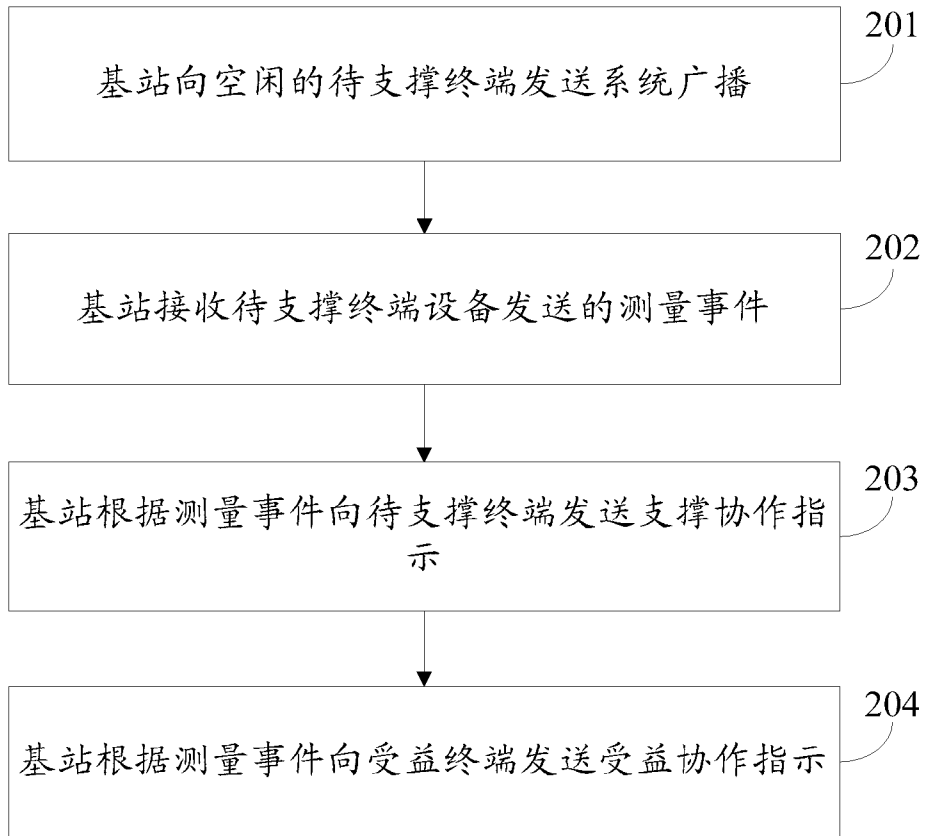 201
基站向空闲的待支撑终端发送系统广播
202
基站接收待支撑终端设备发送的测量事件
203
基站根据测量事件向待支撑终端发送支撑协作指
示
204
基站根据测量事件向受益终端发送受益协作指示